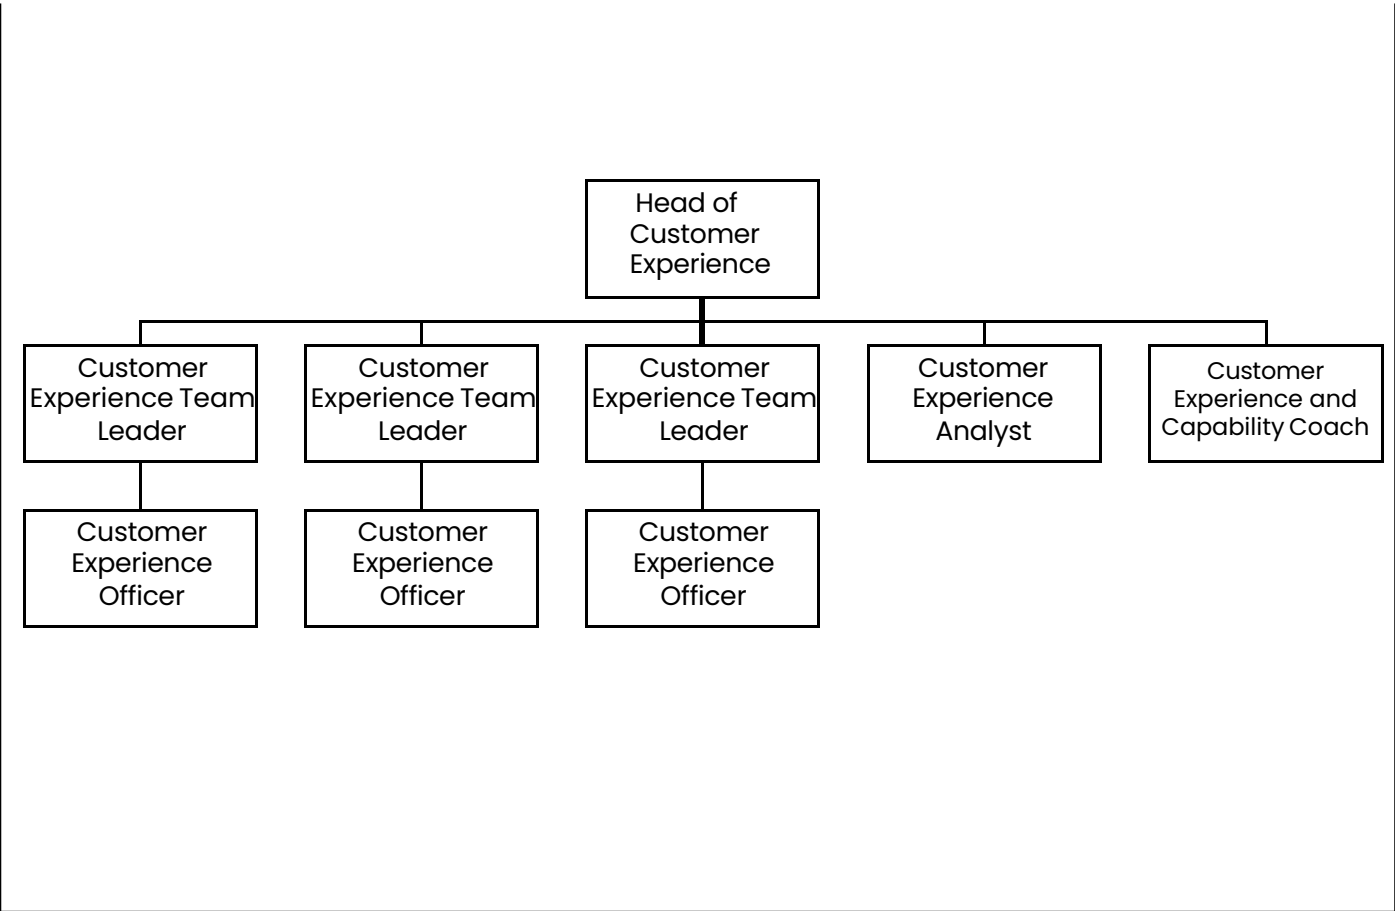 Head of
Customer
Experience
Customer
Experience Team
Leader
Customer
Experience Team
Leader
Customer
Experience Team
Leader
Customer
Experience
Analyst
Customer
Experience and
Capability Coach
Customer
Experience
Officer
Customer
Experience
Officer
Customer
Experience
Officer